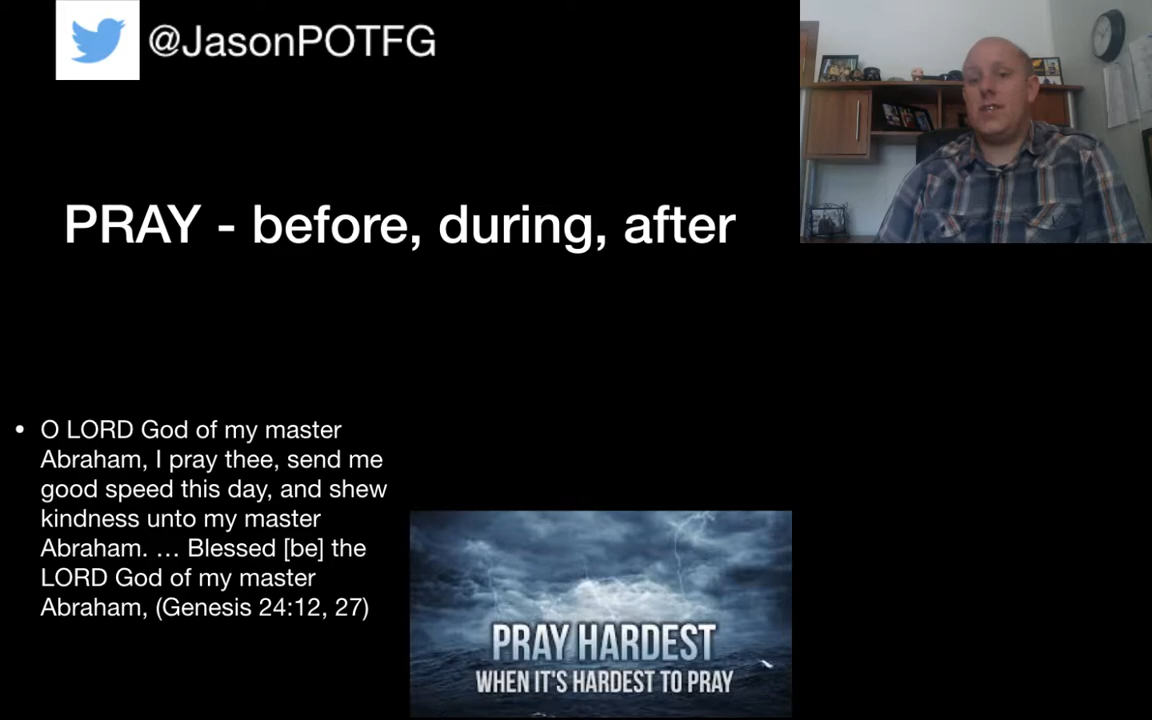 @JasonPOTFG
PRAY - before, during, after
• O LORD God of my master
Abraham, I pray thee, send me
good speed this day, and shew
kindness unto my master
Abraham. … Blessed [be] the
LORD God of my master
Abraham, (Genesis 24:12, 27)
PRAY HARDEST
WHEN IT'S HARDEST TO PRAY